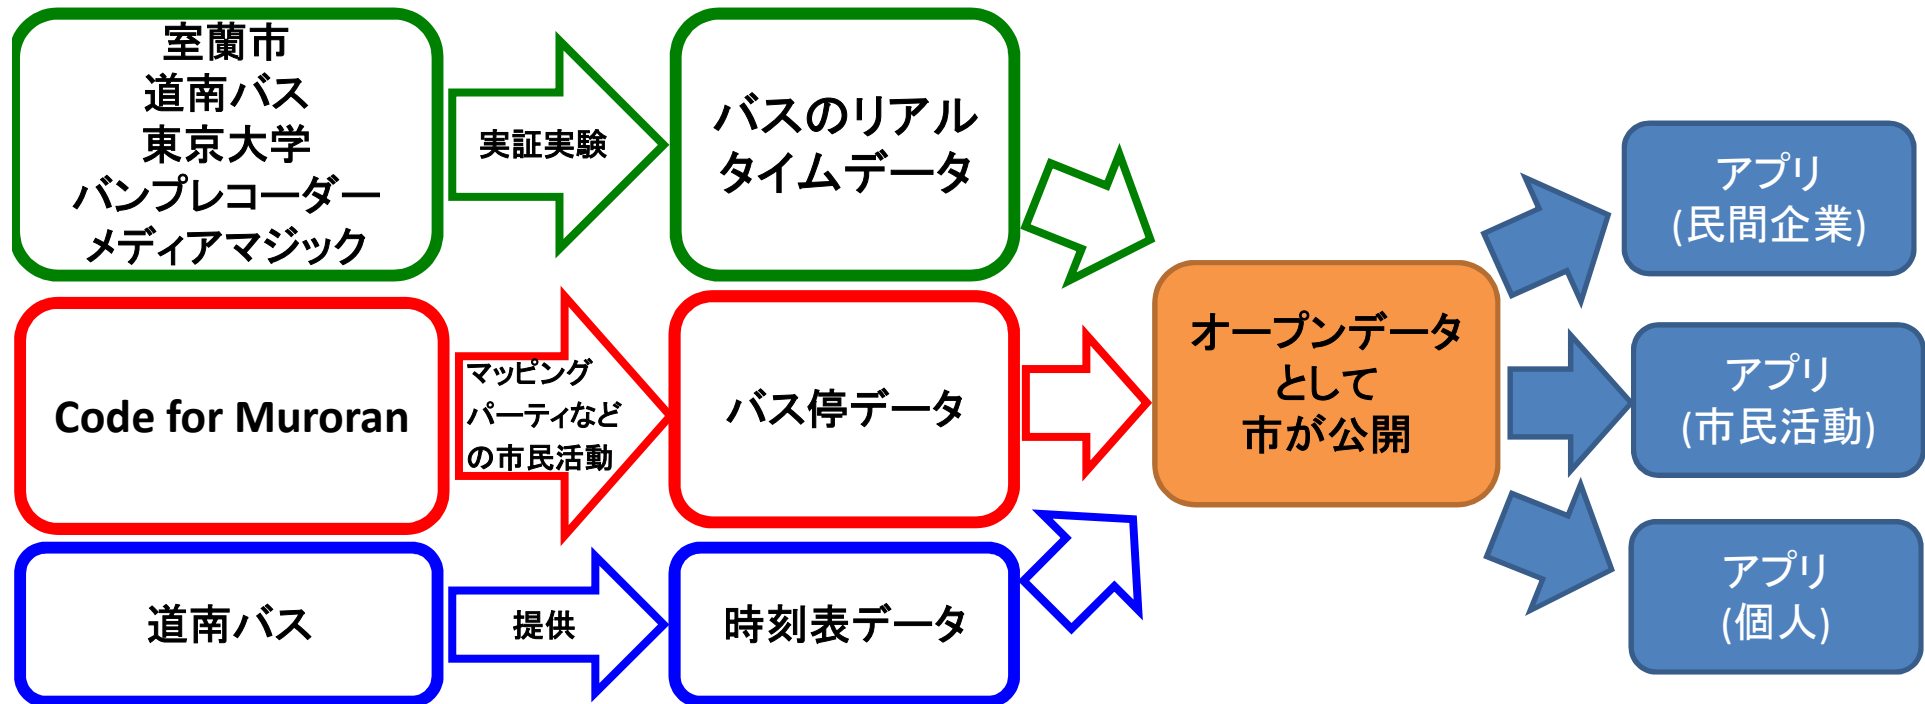 室蘭市
道南バス
東京大学
バンプレコーダー
メディアマジック
実証実験
バスのリアル
タイムデータ
Code for Muroran
マッピング
パーティなど
の市民活動
バス停データ
道南バス
提供
時刻表データ
オープンデータ
として
市が公開
アプリ
(民間企業)
アプリ
(市民活動)
アプリ
(個人)